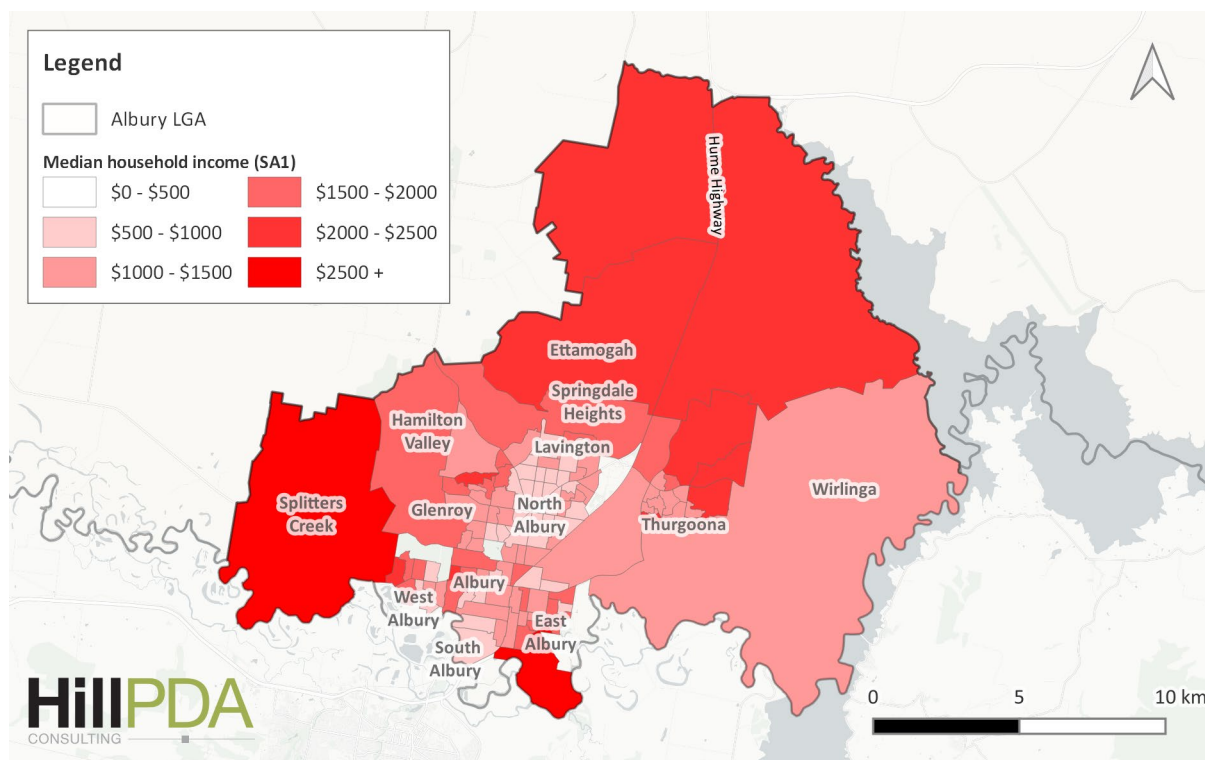 Legend
Albury LGA
Median household income (SA1)
$0 - $500
$500 - $1000
$1000 - $1500
$1500 - $2000
$2000 - $2500
$2500 +
Hume Highway
Ettamogah
Springdale
Heights
Hamilton
Valley
Lavington
Splitters
Creek
Glenroy
North
Albury
Wirlinga
Thurgoona
Albury
West
Albury
East
Albury
South
Albury
HillPDA
CONSULTING
0
5
10 km